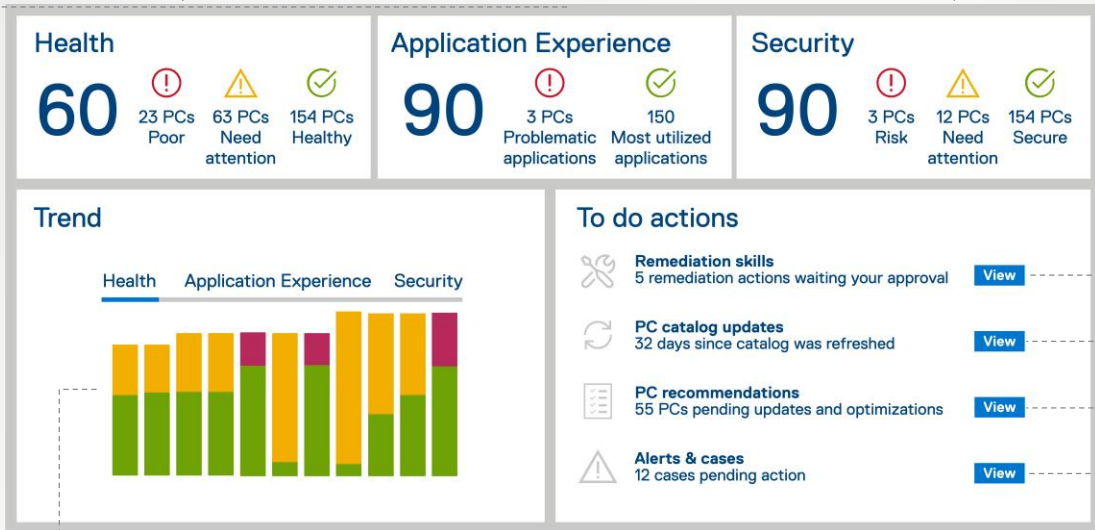 Health
60
23 PCs
Poor
63 PCs
Need
attention
154 PCs
Healthy
Application Experience
90
3 PCs
Problematic
applications
150
Most utilized
applications
Security
90
3 PCs
Risk
12 PCs
Need
attention
154 PCs
Secure
Trend
Health
Application Experience
Security
To do actions
Remediation skills
5 remediation actions waiting your approval
View
PC catalog updates
32 days since catalog was refreshed
View
PC recommendations
55 PCs pending updates and optimizations
View
Alerts & cases
12 cases pending action
View